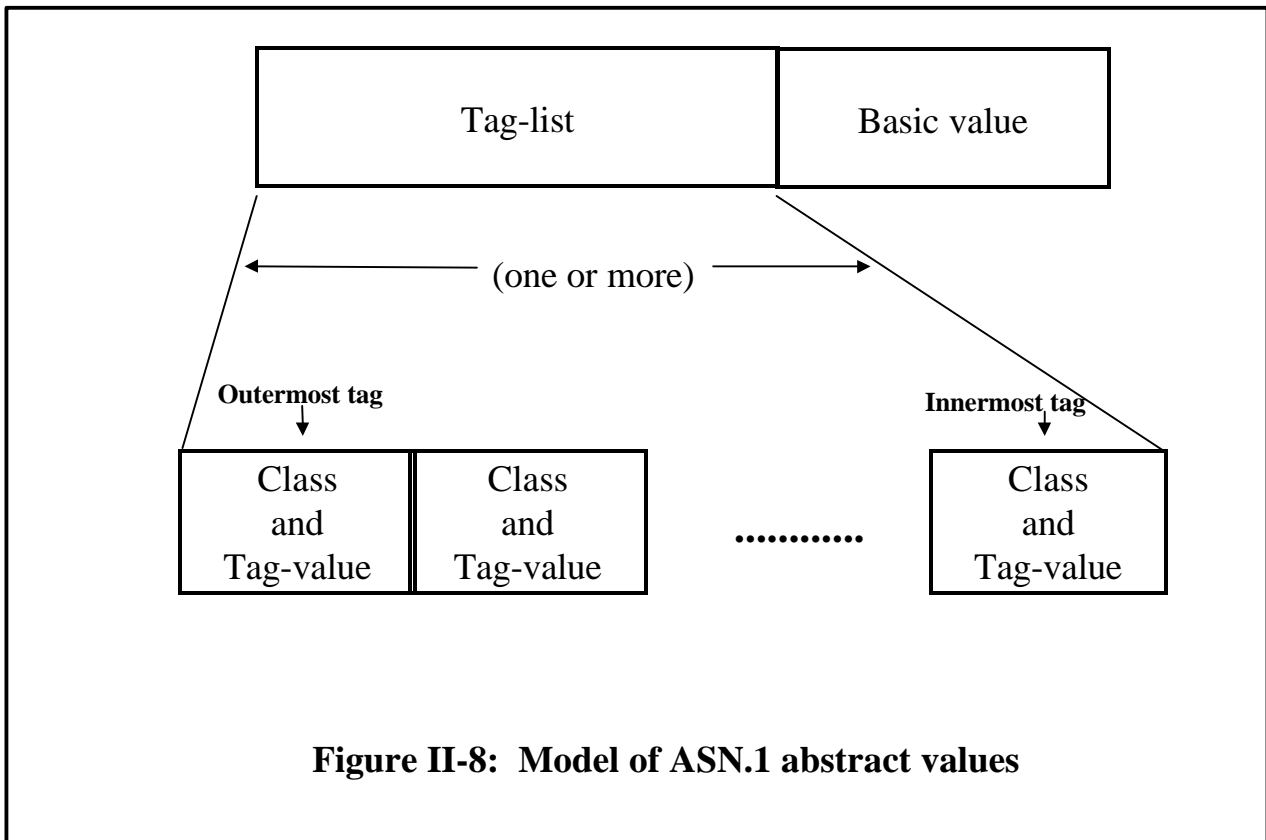 Tag-list
Basic value
(one or more)
Outermost tag
Innermost tag
Class
and
Tag-value
Class
and
Tag-value
............
Class
and
Tag-value
Figure II-8: Model of ASN.1 abstract values